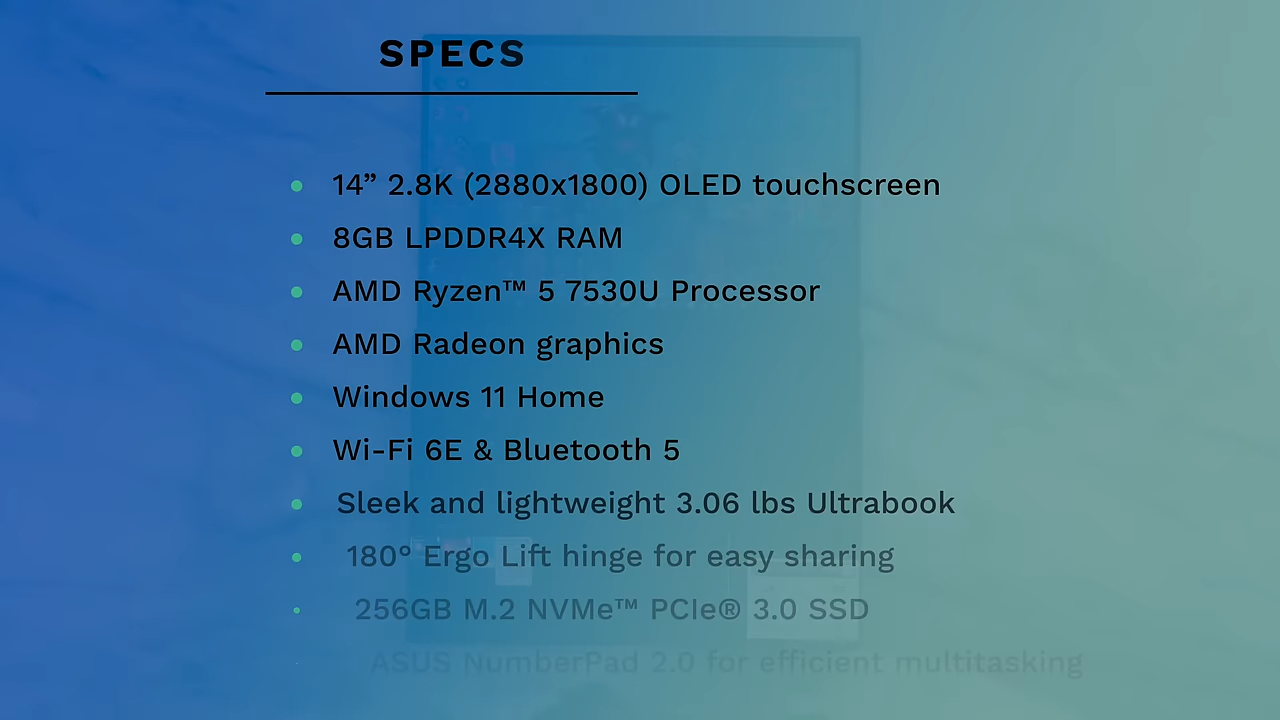 SPECS
14” 2.8K (2880x1800) OLED touchscreen
8GB LPDDR4X RAM
AMD Ryzen™ 5 7530U Processor
AMD Radeon graphics
Windows 11 Home
Wi-Fi 6E & Bluetooth 5
Sleek and lightweight 3.06 lbs Ultrabook
180° Ergo Lift hinge for easy sharing
256GB M.2 NVMe™ PCIe® 3.0 SSD
ASUS NumberPad 2.0 for efficient multitasking